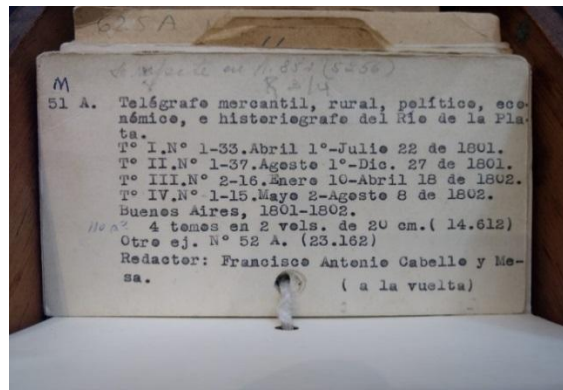 625 A
M
51 A. Telégrafo mercantil, rural, político, eco-
nómico, e historiografo del Río de la Pla-
ta.
Tº I.Nº 1-33.Abril 1º-Julio 22 de 1801.
Tº II.Nº 1-37.Agosto 1º-Dic. 27 de 1801.
Tº III.Nº 2-16.Enero 10-Abril 18 de 1802.
Tº IV.Nº 1-15.Mayo 2-Agosto 8 de 1802.
Buenos Aires, 1801-1802.
4 tomos en 2 vols. de 20 cm.( 14.612)
Otro ej. Nº 52 A. (23.162)
Redactor: Francisco Antonio Cabello y Me-
sa. ( a la vuelta)